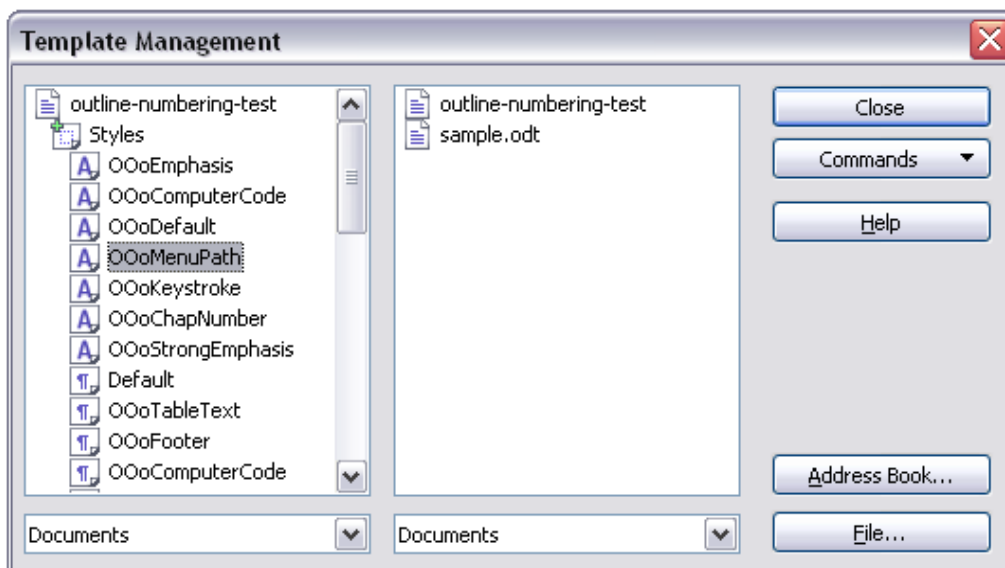 Template Management
outline-numbering-test
Styles
OOoEmphasis
OOoComputerCode
OOoDefault
OOoMenuPath
OOoKeystroke
OOoChapNumber
OOoStrongEmphasis
Default
OOoTableText
OOoFooter
OOoComputerCode
Documents
outline-numbering-test
sample.odt
Documents
Close
Commands
Help
Address Book...
File...